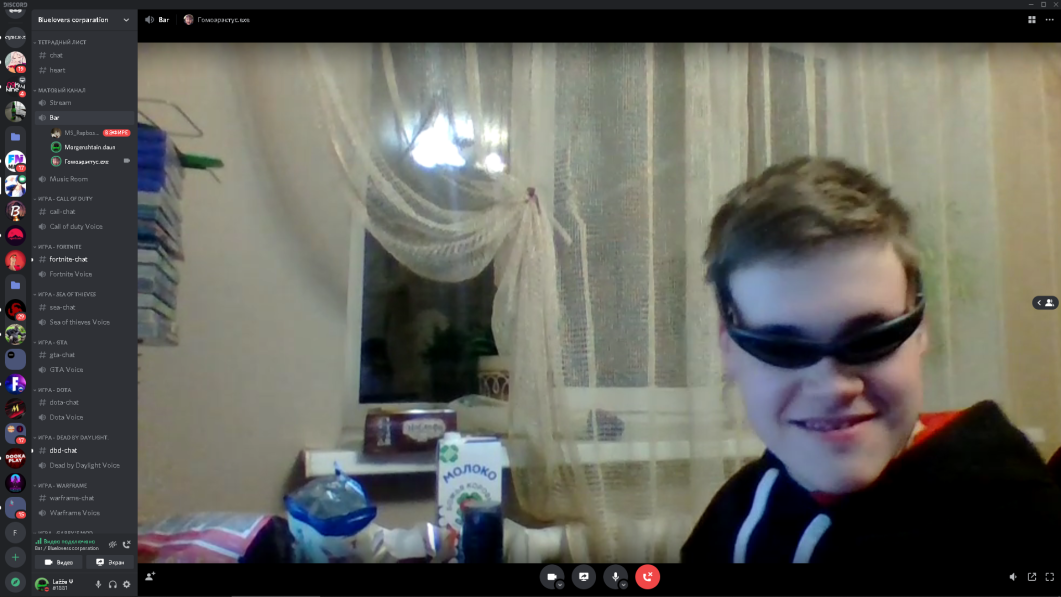 DISCORD
Bluelovers corparation
Bar
ТЕТРАДНЫЙ ЛИСТ
chat
heart
МАТОВЫЙ КАНАЛ
Stream
Bar
В ЭФИРЕ
Morgenshtain.daun
Music Room
ИГРА - CALL OF DUTY
call-chat
Call of duty Voice
ИГРА - FORTNITE
fortnite-chat
Fortnite Voice
ИГРА - SEA OF THIEVES
sea-chat
Sea of thieves Voice
ИГРА - GTA
gta-chat
GTA Voice
ИГРА - DOTA
dota-chat
Dota Voice
ИГРА - DEAD BY DAYLIGHT
dbd-chat
Dead by Daylight Voice
ИГРА - WARFRAME
warframe-chat
Warframe Voice
Видео подключено
Bar / Bluelovers corparation
Видео
Экран
МОЛОКО